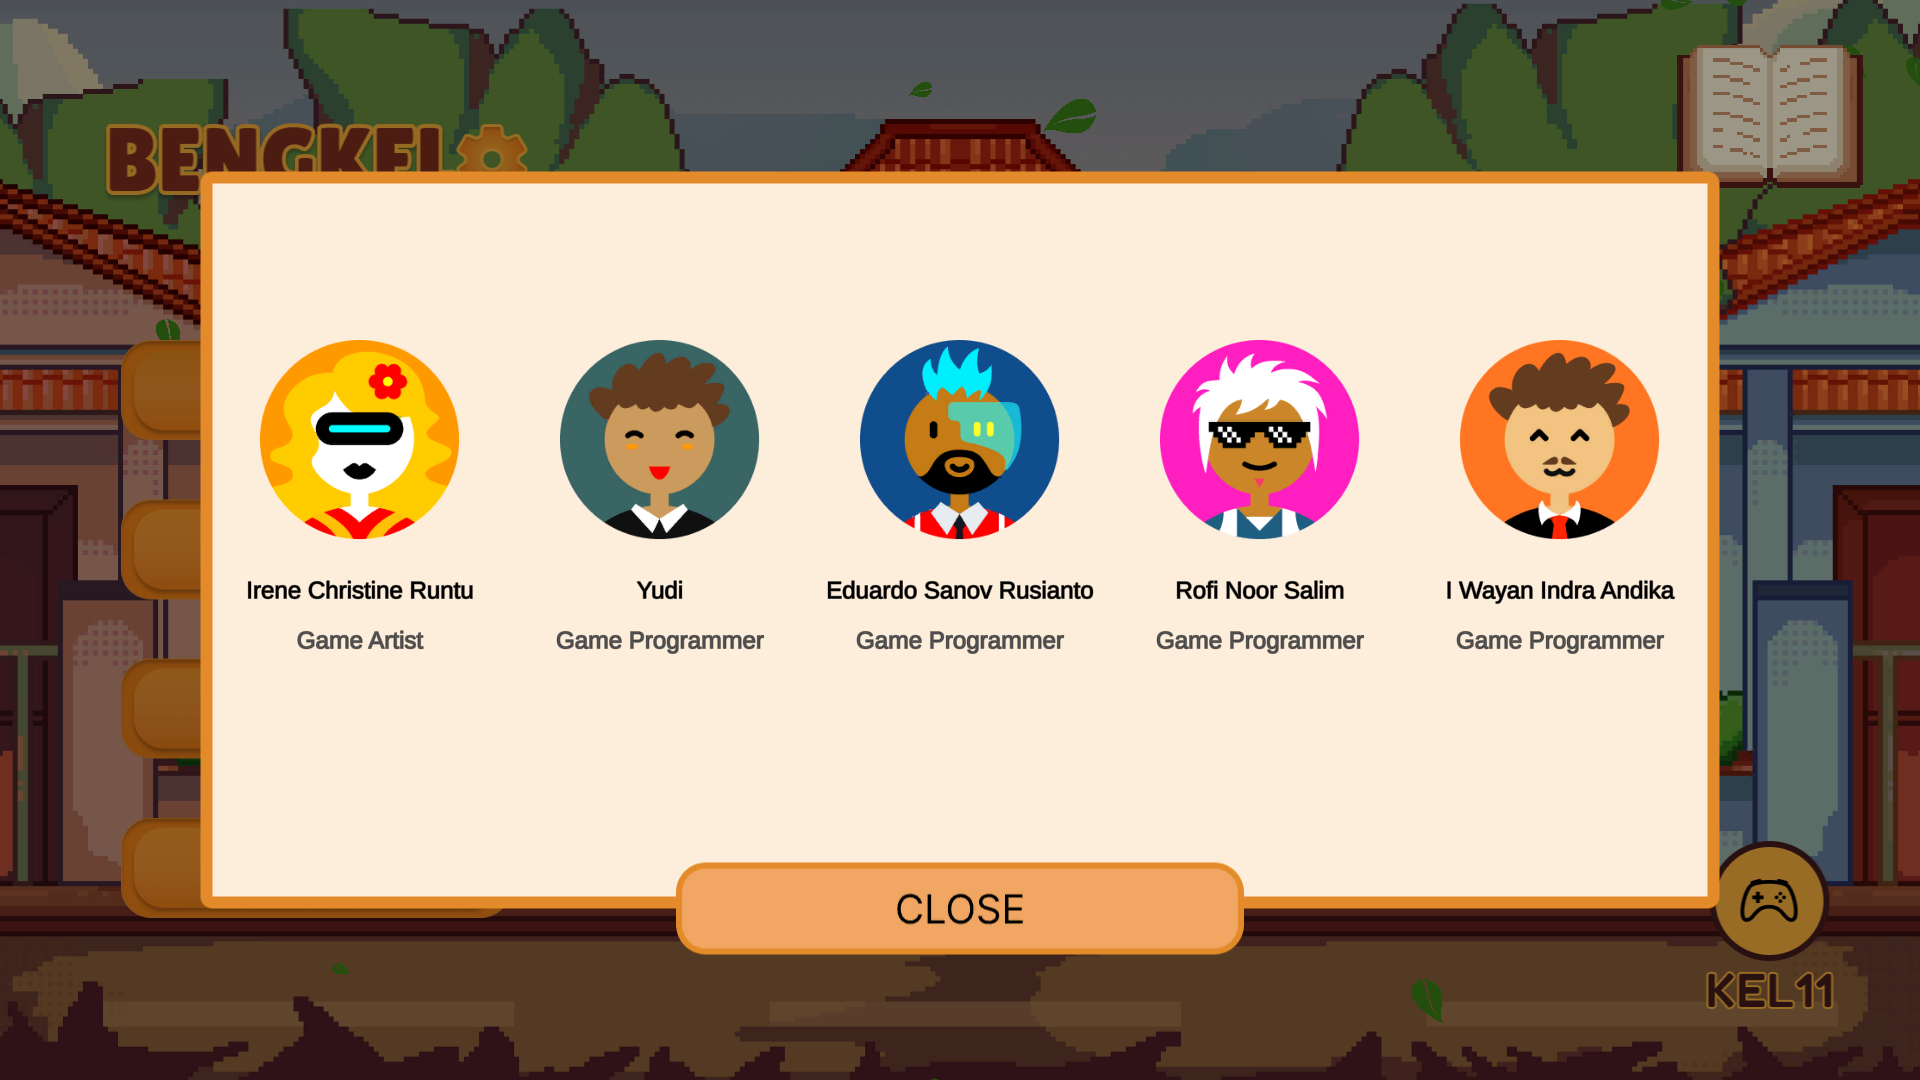 BENGKEL
Irene Christine Runtu
Game Artist
Yudi
Game Programmer
Eduardo Sanov Rusianto
Game Programmer
Rofi Noor Salim
Game Programmer
I Wayan Indra Andika
Game Programmer
CLOSE
KEL11